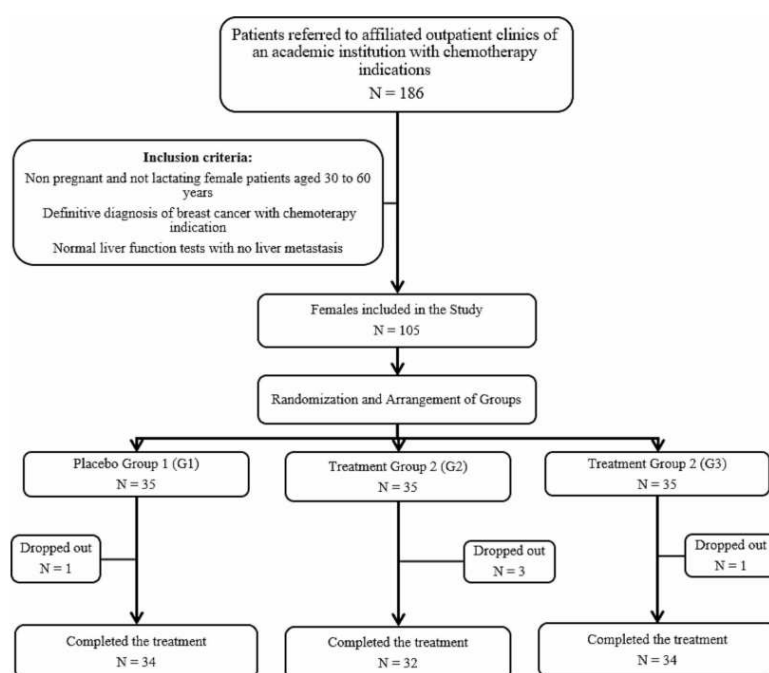 Patients referred to affiliated outpatient clinics of
an academic institution with chemotherapy
indications
N = 186
Inclusion criteria:
Non pregnant and not lactating female patients aged 30 to 60
years
Definitive diagnosis of breast cancer with chemoterapy
indication
Normal liver function tests with no liver metastasis
Females included in the Study
N = 105
Randomization and Arrangement of Groups
Placebo Group 1 (G1)
N = 35
Treatment Group 2 (G2)
N = 35
Treatment Group 2 (G3)
N = 35
Dropped out
N = 1
Dropped out
N = 3
Dropped out
N = 1
Completed the treatment
N = 34
Completed the treatment
N = 32
Completed the treatment
N = 34